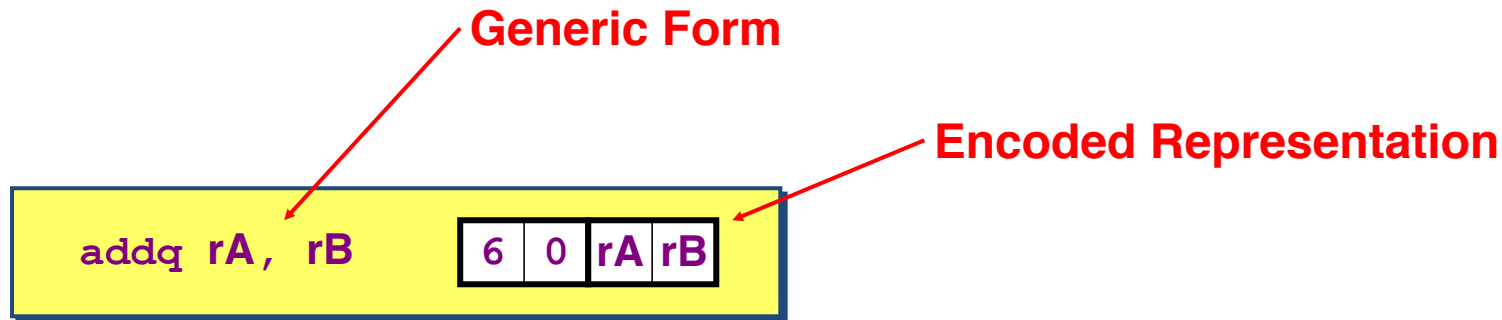 Generic Form
Encoded Representation
addq rA, rB 6 0 rA rB